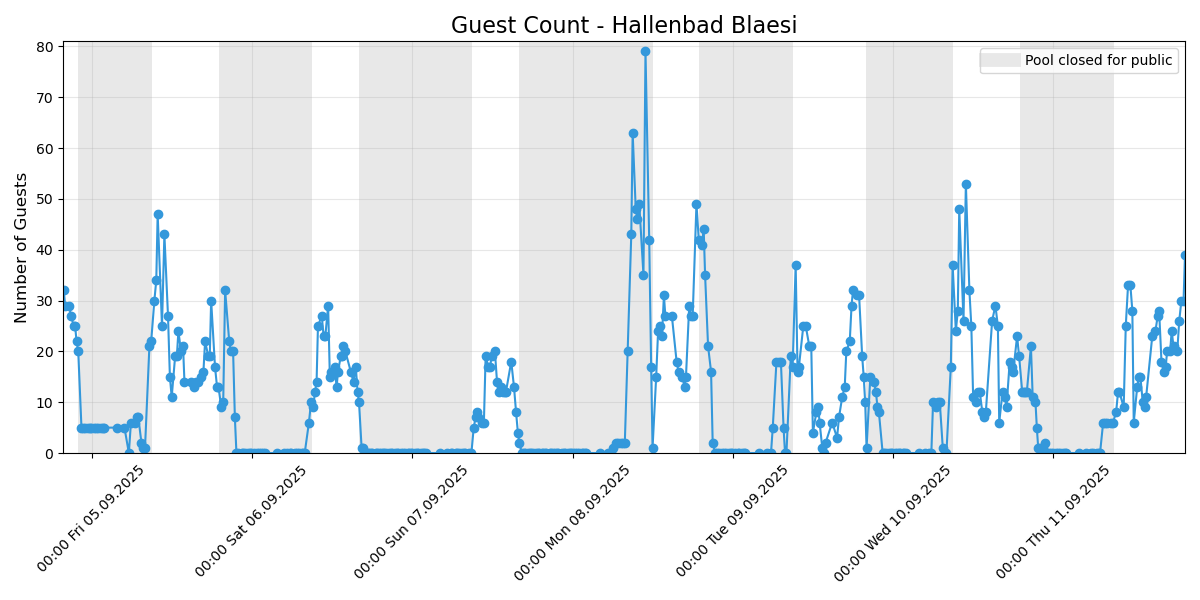 Guest Count - Hallenbad Blaesi
Pool closed for public
Number of Guests
80
70
60
50
40
30
20
10
0
00:00 Fri 05.09.2025
00:00 Sat 06.09.2025
00:00 Sun 07.09.2025
00:00 Mon 08.09.2025
00:00 Tue 09.09.2025
00:00 Wed 10.09.2025
00:00 Thu 11.09.2025